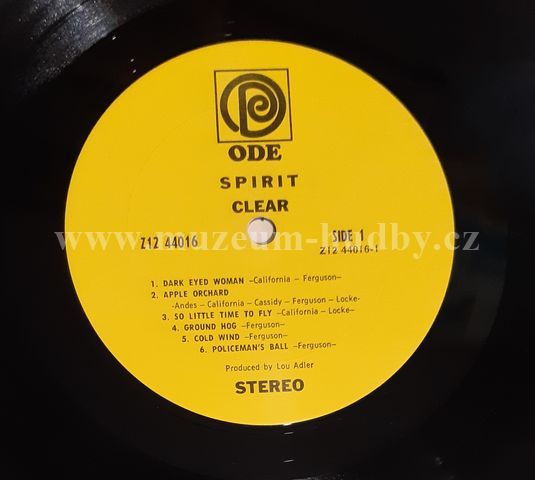 ODE
SPIRIT
CLEAR
www.muzeum-hudby.cz
Z12 44016
SIDE 1
Z12 44016-1
1. DARK EYED WOMAN -California - Ferguson-
2. APPLE ORCHARD
-Andes - California - Cassidy - Ferguson - Locke-
3. SO LITTLE TIME TO FLY -California - Locke-
4. GROUND HOG -Ferguson-
5. COLD WIND -Ferguson-
6. POLICEMAN'S BALL -Ferguson-
Produced by Lou Adler
STEREO